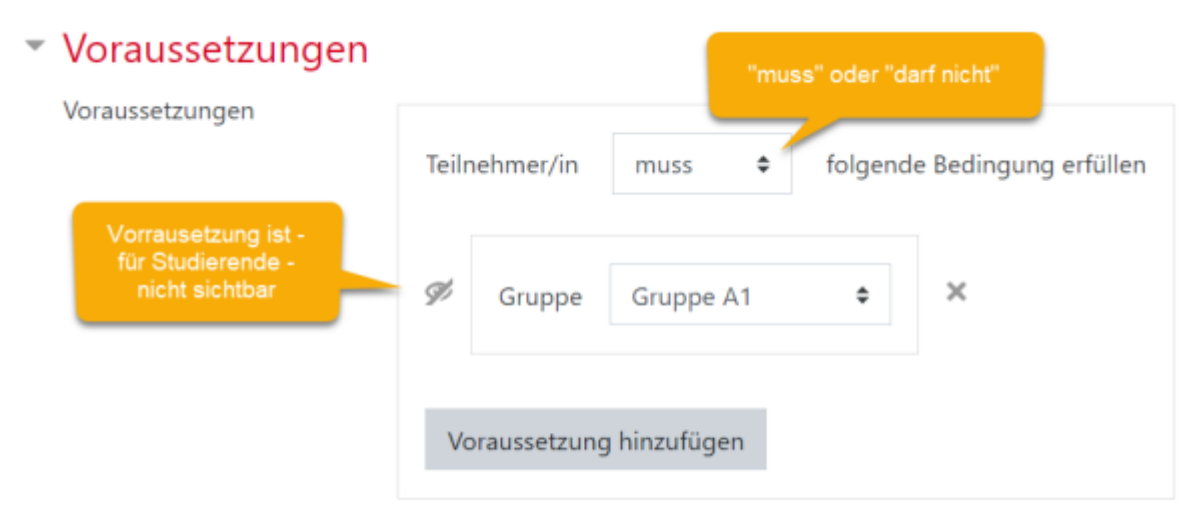 Voraussetzungen
"muss" oder "darf nicht"
Voraussetzungen
Teilnehmer/in muss folgende Bedingung erfüllen
Vorrausetzung ist -
für Studierende -
nicht sichtbar
Gruppe Gruppe A1
Voraussetzung hinzufügen